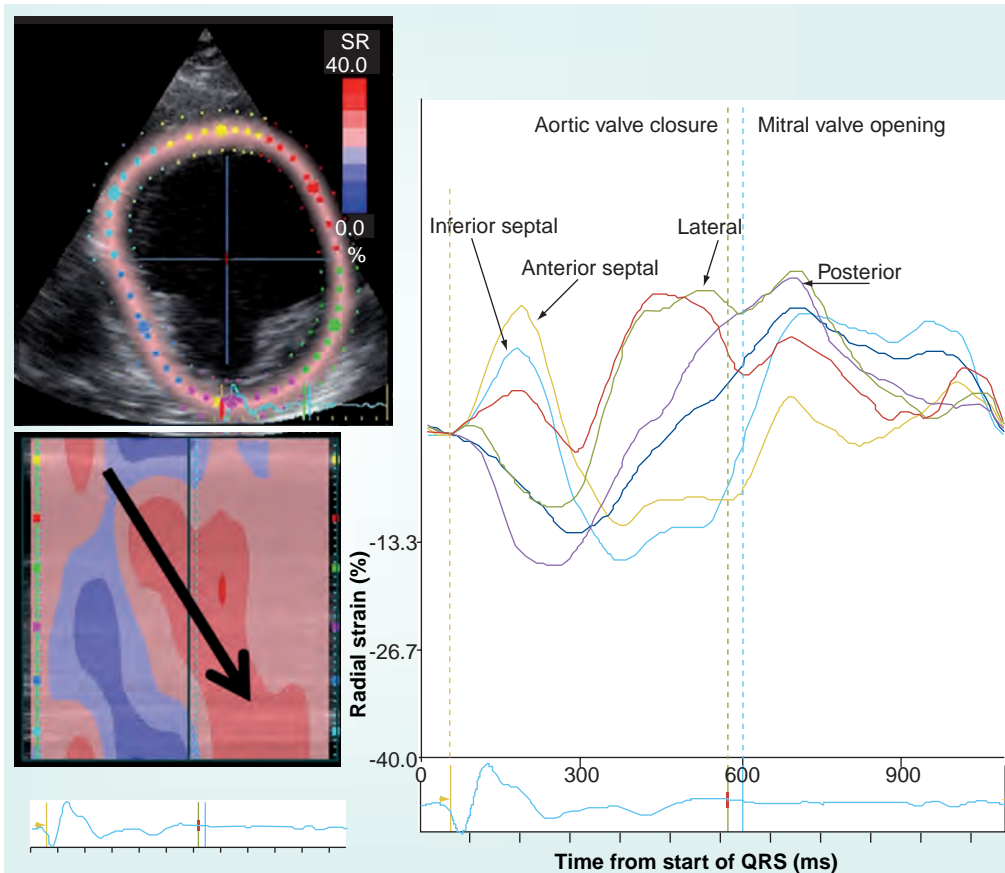 SR
40.0
0.0
%
Aortic valve closure
Mitral valve opening
Inferior septal
Anterior septal
Lateral
Posterior
Radial strain (%)
-13.3
-26.7
-40.0
0
300
600
900
Time from start of QRS (ms)